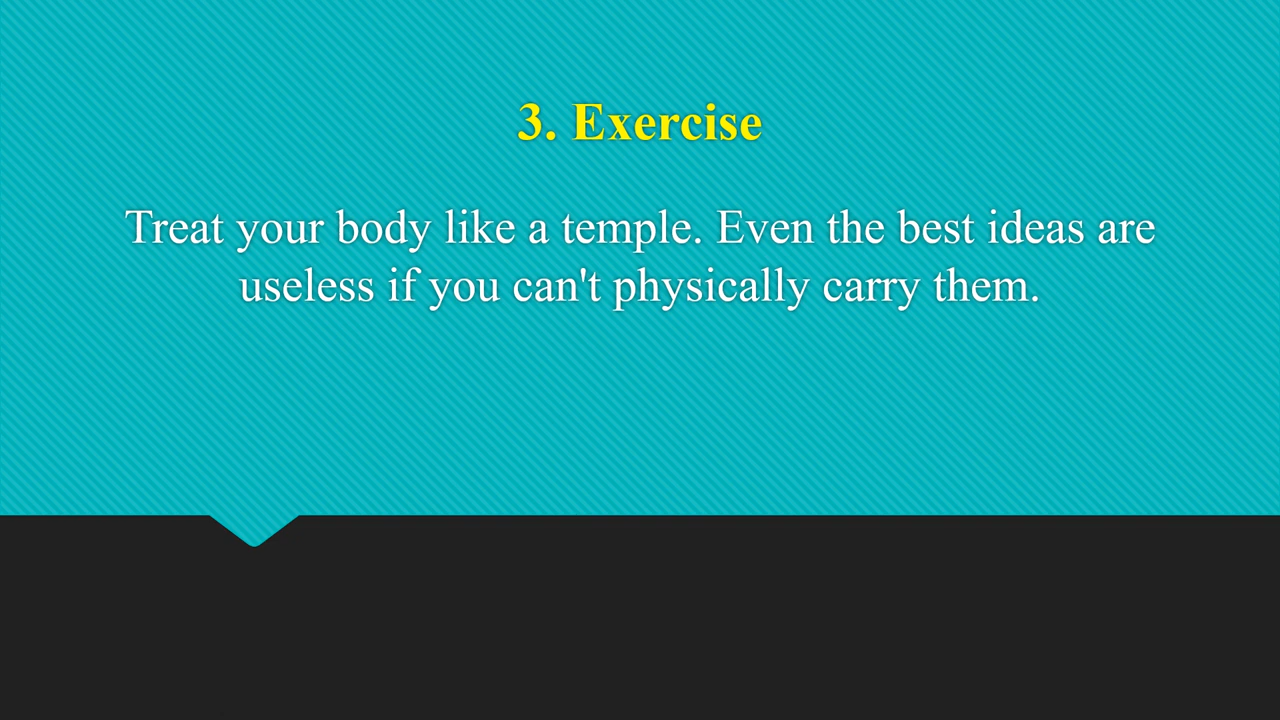 3. Exercise
Treat your body like a temple. Even the best ideas are
useless if you can't physically carry them.